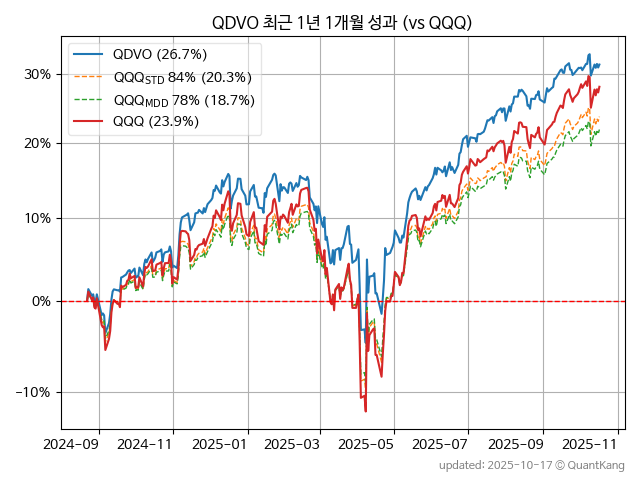 QDVO 최근 1년 1개월 성과 (vs QQQ)
QDVO (26.7%)
QQQSTD 84% (20.3%)
QQQMDD 78% (18.7%)
QQQ (23.9%)
30%
20%
10%
0%
−10%
2024−09 2024−11 2025−01 2025−03 2025−05 2025−07 2025−09 2025−11
updated: 2025-10-17 © QuantKang